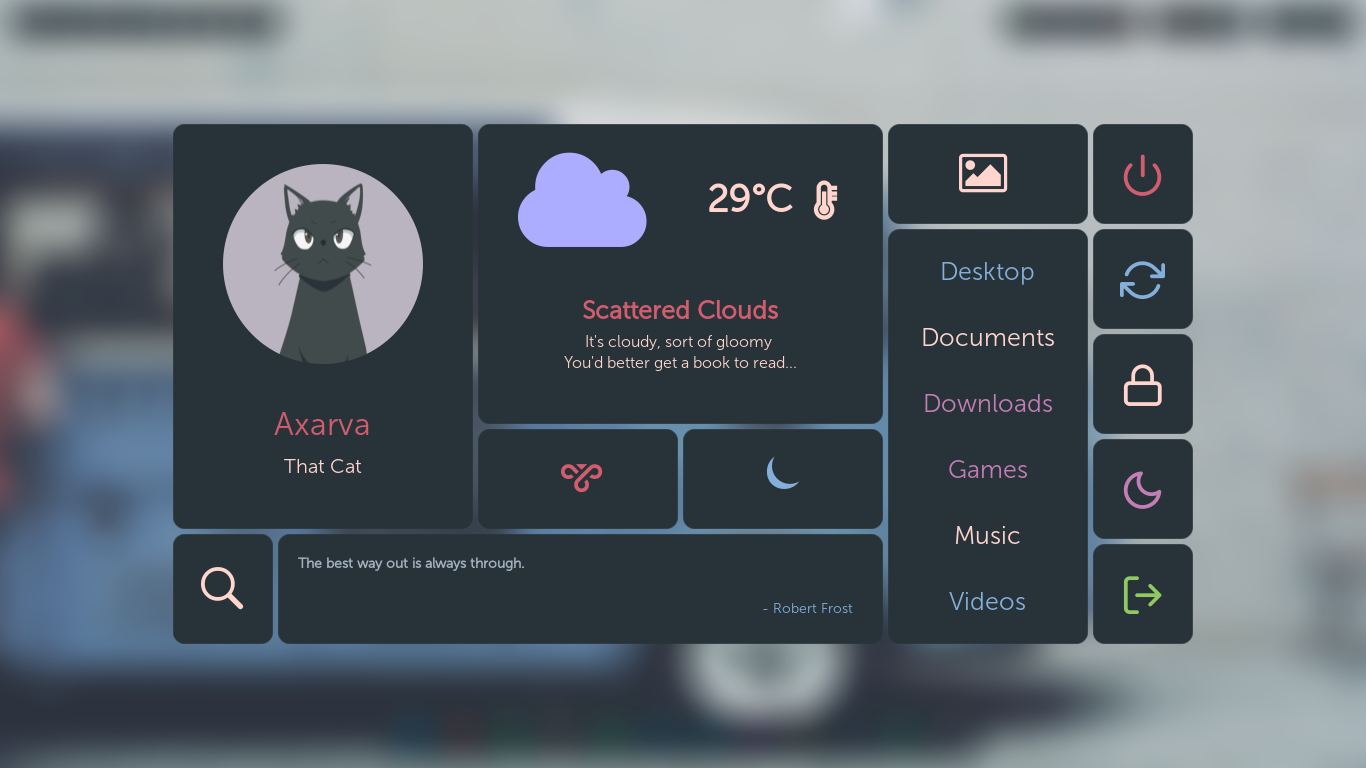 Axarva
That Cat
29°C
Scattered Clouds
It's cloudy, sort of gloomy
You'd better get a book to read...
The best way out is always through.
- Robert Frost
Desktop
Documents
Downloads
Games
Music
Videos